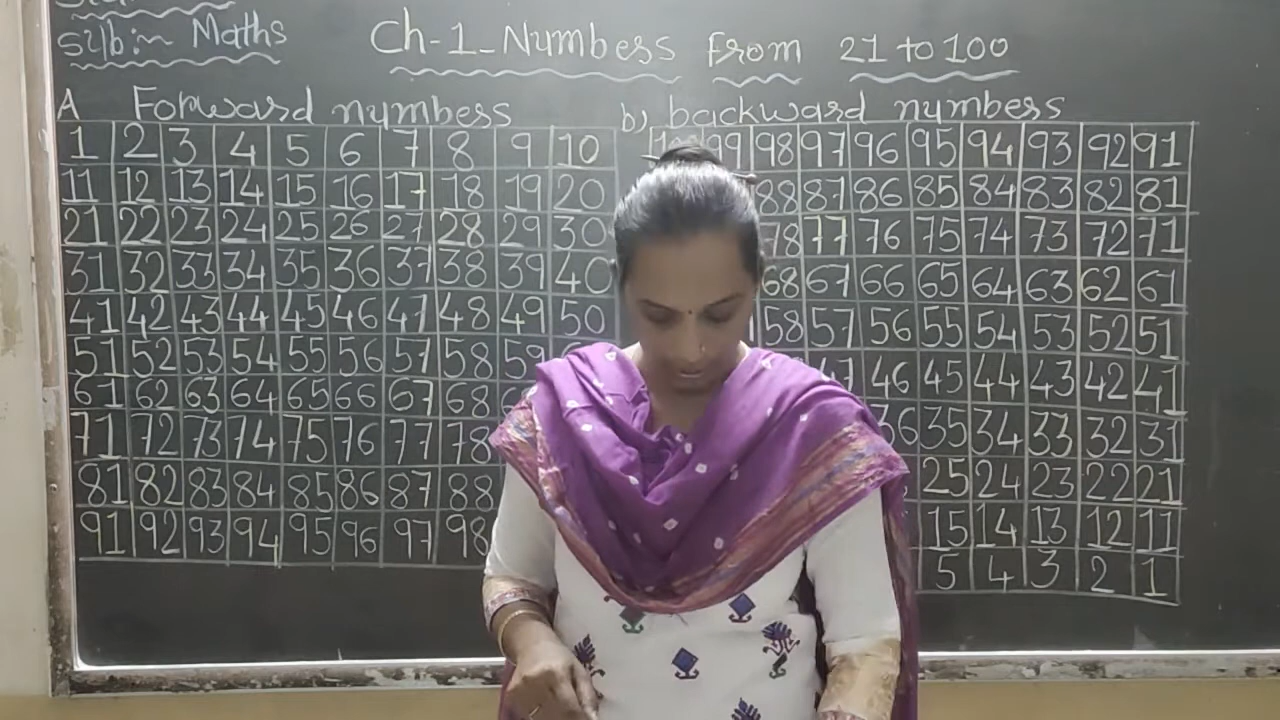 Sub:- Maths Ch-1_Numbers from 21 to 100
A Forward numbers
1 2 3 4 5 6 7 8 9 10
11 12 13 14 15 16 17 18 19 20
21 22 23 24 25 26 27 28 29 30
31 32 33 34 35 36 37 38 39 40
41 42 43 44 45 46 47 48 49 50
51 52 53 54 55 56 57 58 59
61 62 63 64 65 66 67 68
71 72 73 74 75 76 77 78
81 82 83 84 85 86 87 88
91 92 93 94 95 96 97 98
b) backward numbers
99 98 97 96 95 94 93 92 91
88 87 86 85 84 83 82 81
78 77 76 75 74 73 72 71
68 67 66 65 64 63 62 61
58 57 56 55 54 53 52 51
46 45 44 43 42 41
36 35 34 33 32 31
25 24 23 22 21
15 14 13 12 11
5 4 3 2 1